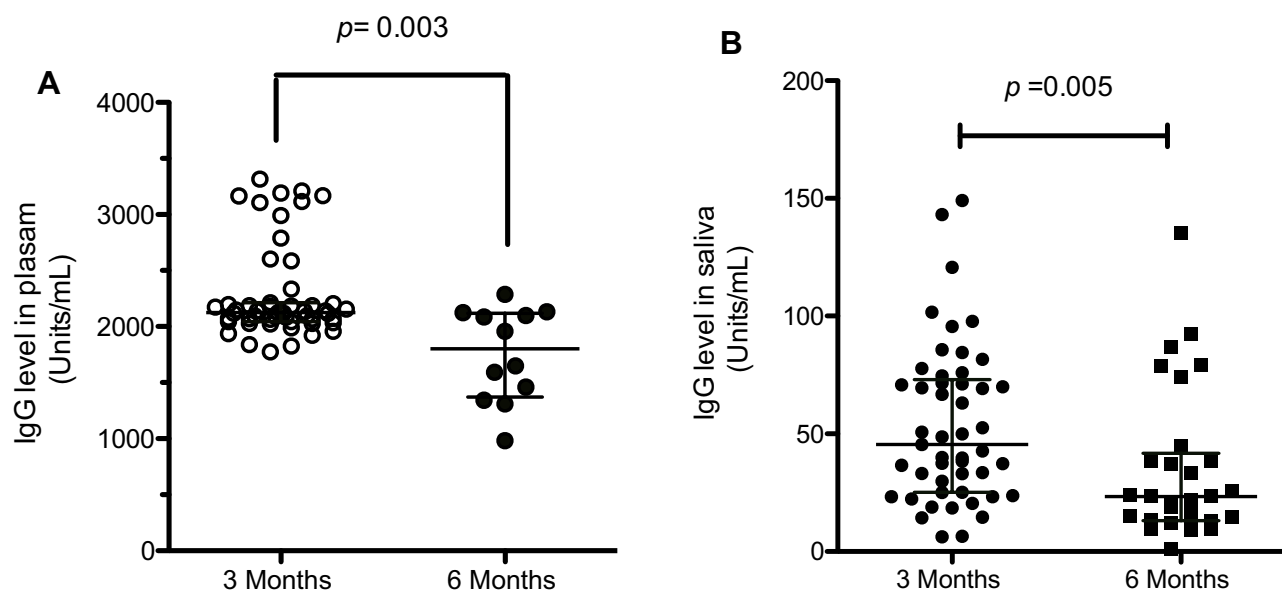 A
p= 0.003
IgG level in plasam
(Units/mL)
4000
3000
2000
1000
0
3 Months
6 Months
B
p =0.005
IgG level in saliva
(Units/mL)
200
150
100
50
0
3 Months
6 Months